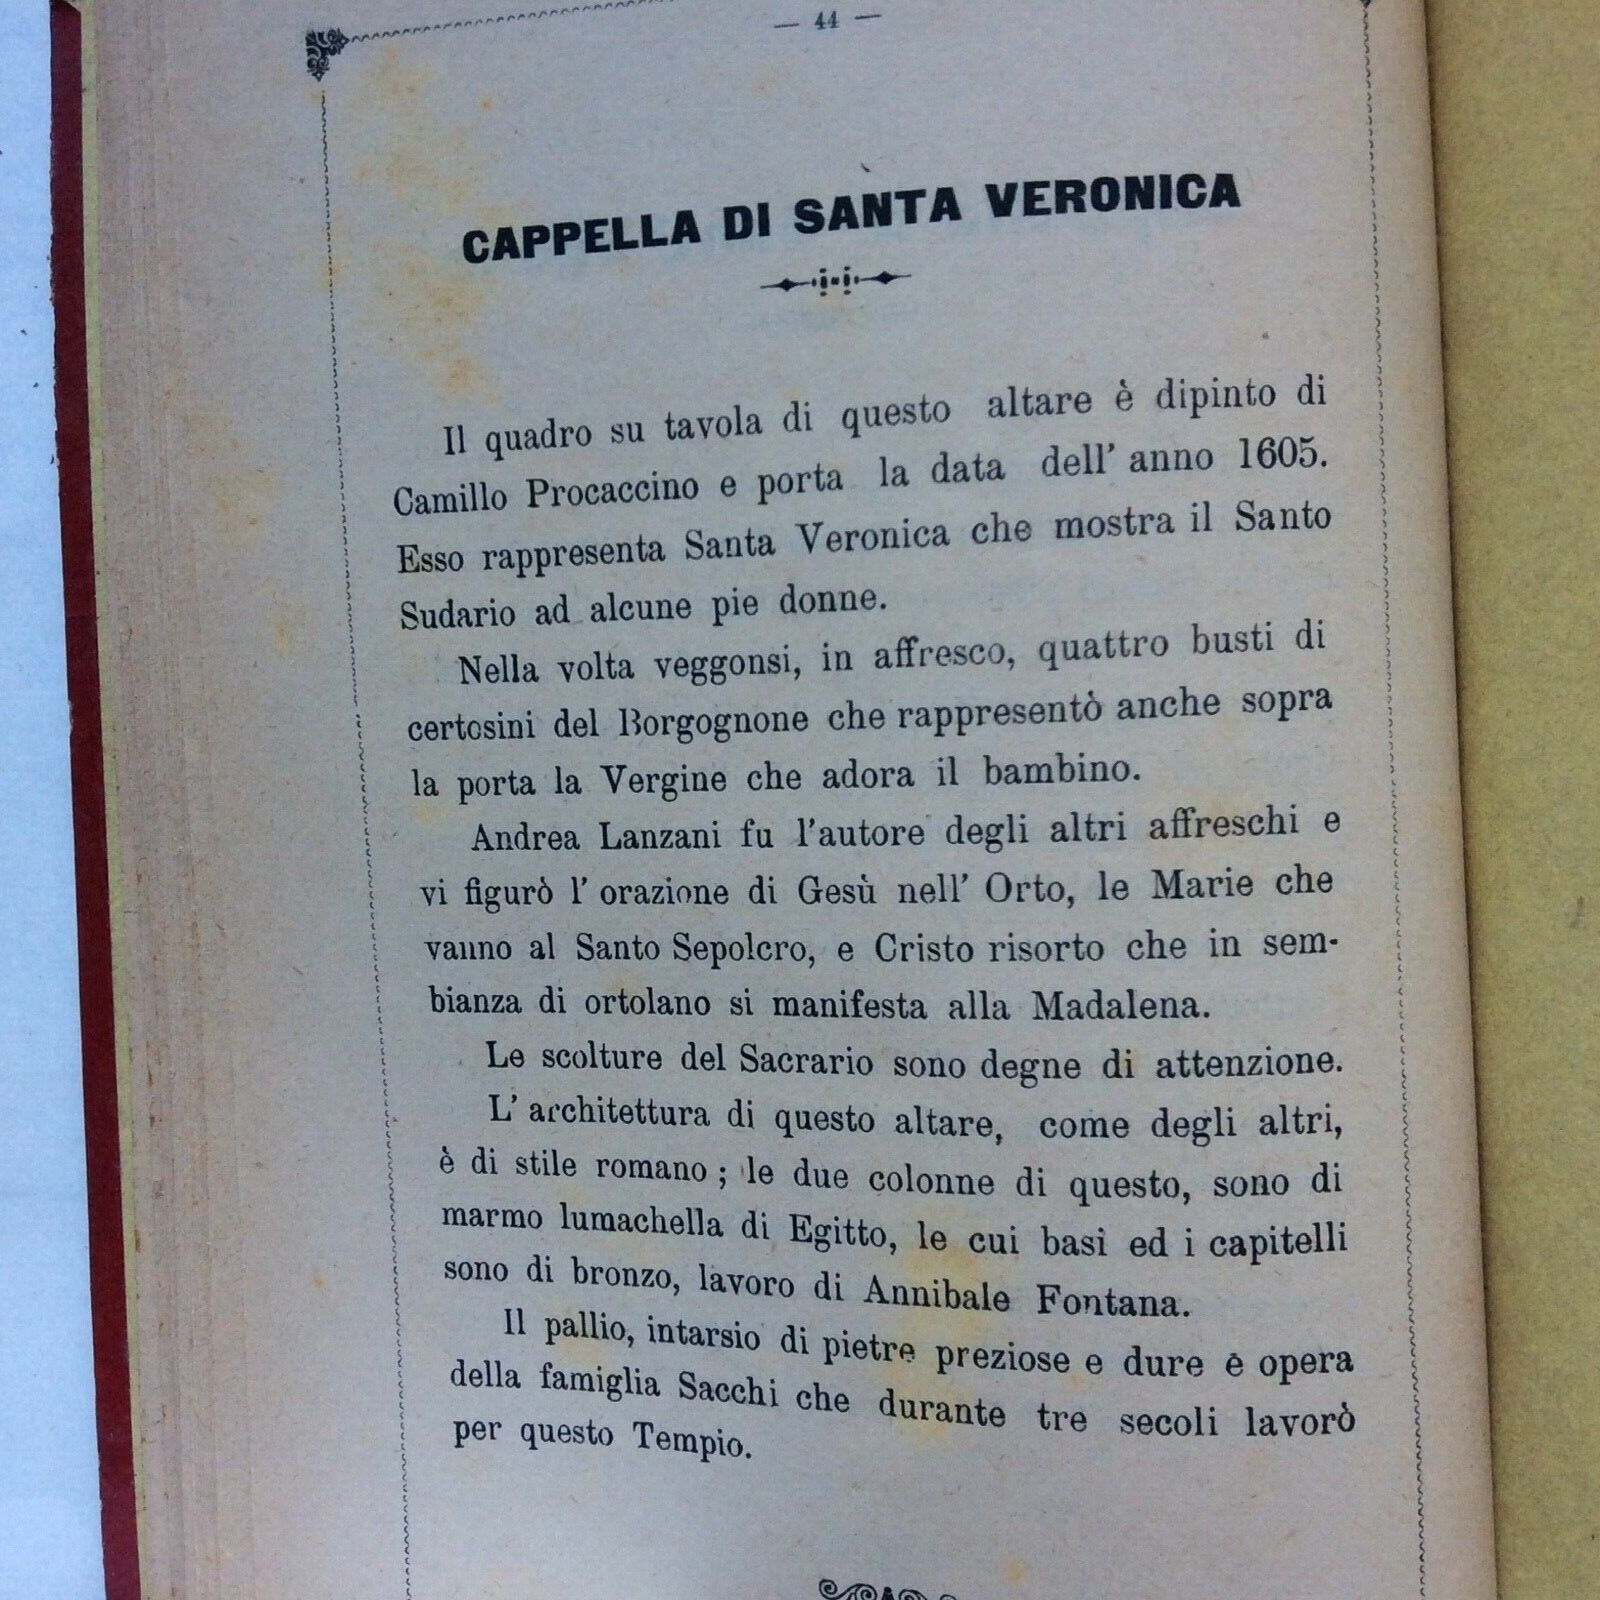 — 44 —
CAPPELLA DI SANTA VERONICA
Il quadro su tavola di questo altare è dipinto di
Camillo Procaccino e porta la data dell' anno 1605.
Esso rappresenta Santa Veronica che mostra il Santo
Sudario ad alcune pie donne.
Nella volta veggonsi, in affresco, quattro busti di
certosini del Borgognone che rappresentò anche sopra
la porta la Vergine che adora il bambino.
Andrea Lanzani fu l'autore degli altri affreschi e
vi figurò l' orazione di Gesù nell' Orto, le Marie che
vanno al Santo Sepolcro, e Cristo risorto che in sem-
bianza di ortolano si manifesta alla Madalena.
Le scolture del Sacrario sono degne di attenzione.
L' architettura di questo altare, come degli altri,
è di stile romano ; le due colonne di questo, sono di
marmo lumachella di Egitto, le cui basi ed i capitelli
sono di bronzo, lavoro di Annibale Fontana.
Il pallio, intarsio di pietre preziose e dure è opera
della famiglia Sacchi che durante tre secoli lavorò
per questo Tempio.